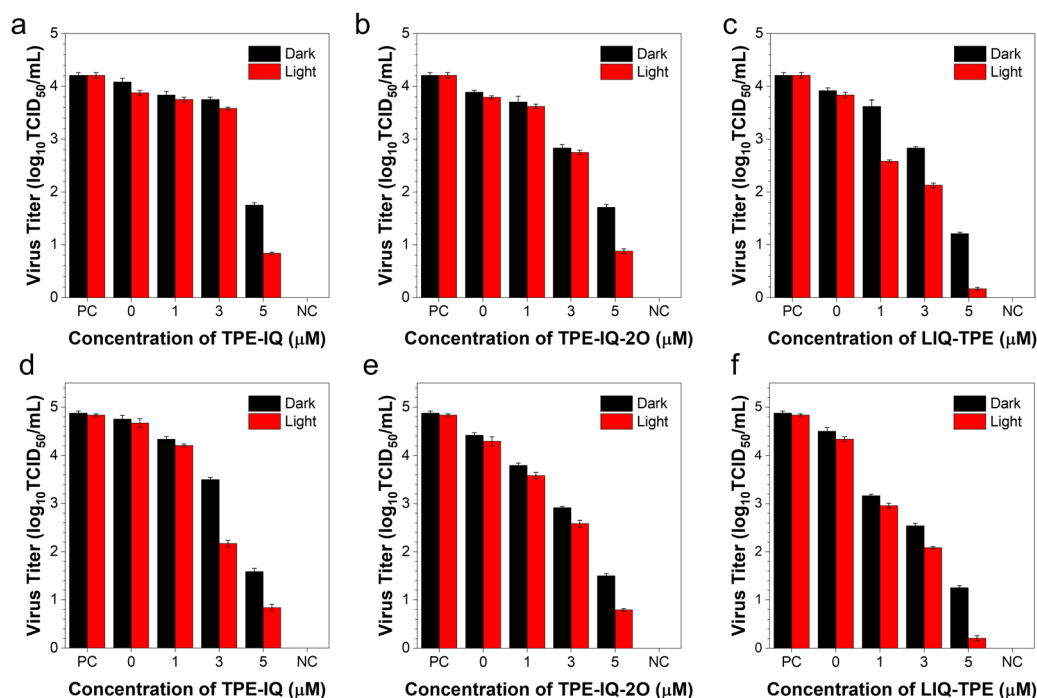 a
Virus Titer (log₁₀TCID₅₀/mL)
5
4
3
2
1
0
Dark
Light
PC 0 1 3 5 NC
Concentration of TPE-IQ (μM)
b
Virus Titer (log₁₀TCID₅₀/mL)
5
4
3
2
1
0
Dark
Light
PC 0 1 3 5 NC
Concentration of TPE-IQ-2O (μM)
c
Virus Titer (log₁₀TCID₅₀/mL)
5
4
3
2
1
0
Dark
Light
PC 0 1 3 5 NC
Concentration of LIQ-TPE (μM)
d
Virus Titer (log₁₀TCID₅₀/mL)
5
4
3
2
1
0
Dark
Light
PC 0 1 3 5 NC
Concentration of TPE-IQ (μM)
e
Virus Titer (log₁₀TCID₅₀/mL)
5
4
3
2
1
0
Dark
Light
PC 0 1 3 5 NC
Concentration of TPE-IQ-2O (μM)
f
Virus Titer (log₁₀TCID₅₀/mL)
5
4
3
2
1
0
Dark
Light
PC 0 1 3 5 NC
Concentration of LIQ-TPE (μM)